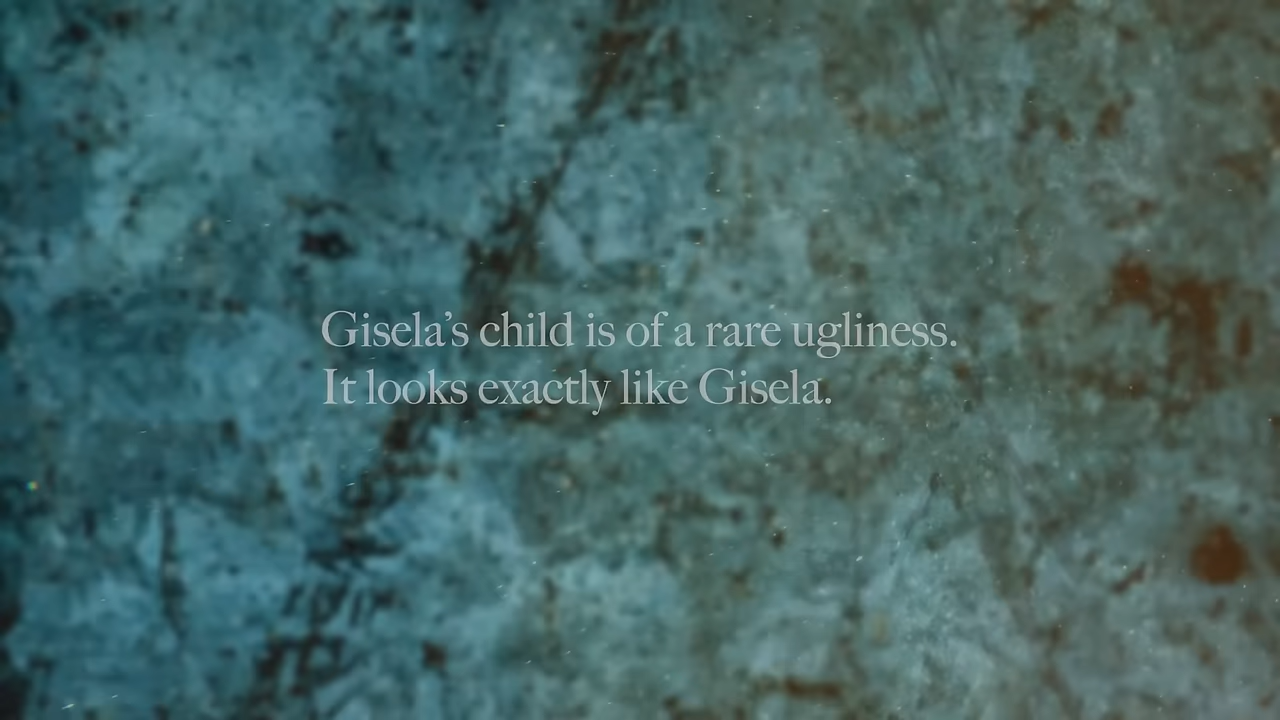 Gisela’s child is of a rare ugliness.
It looks exactly like Gisela.